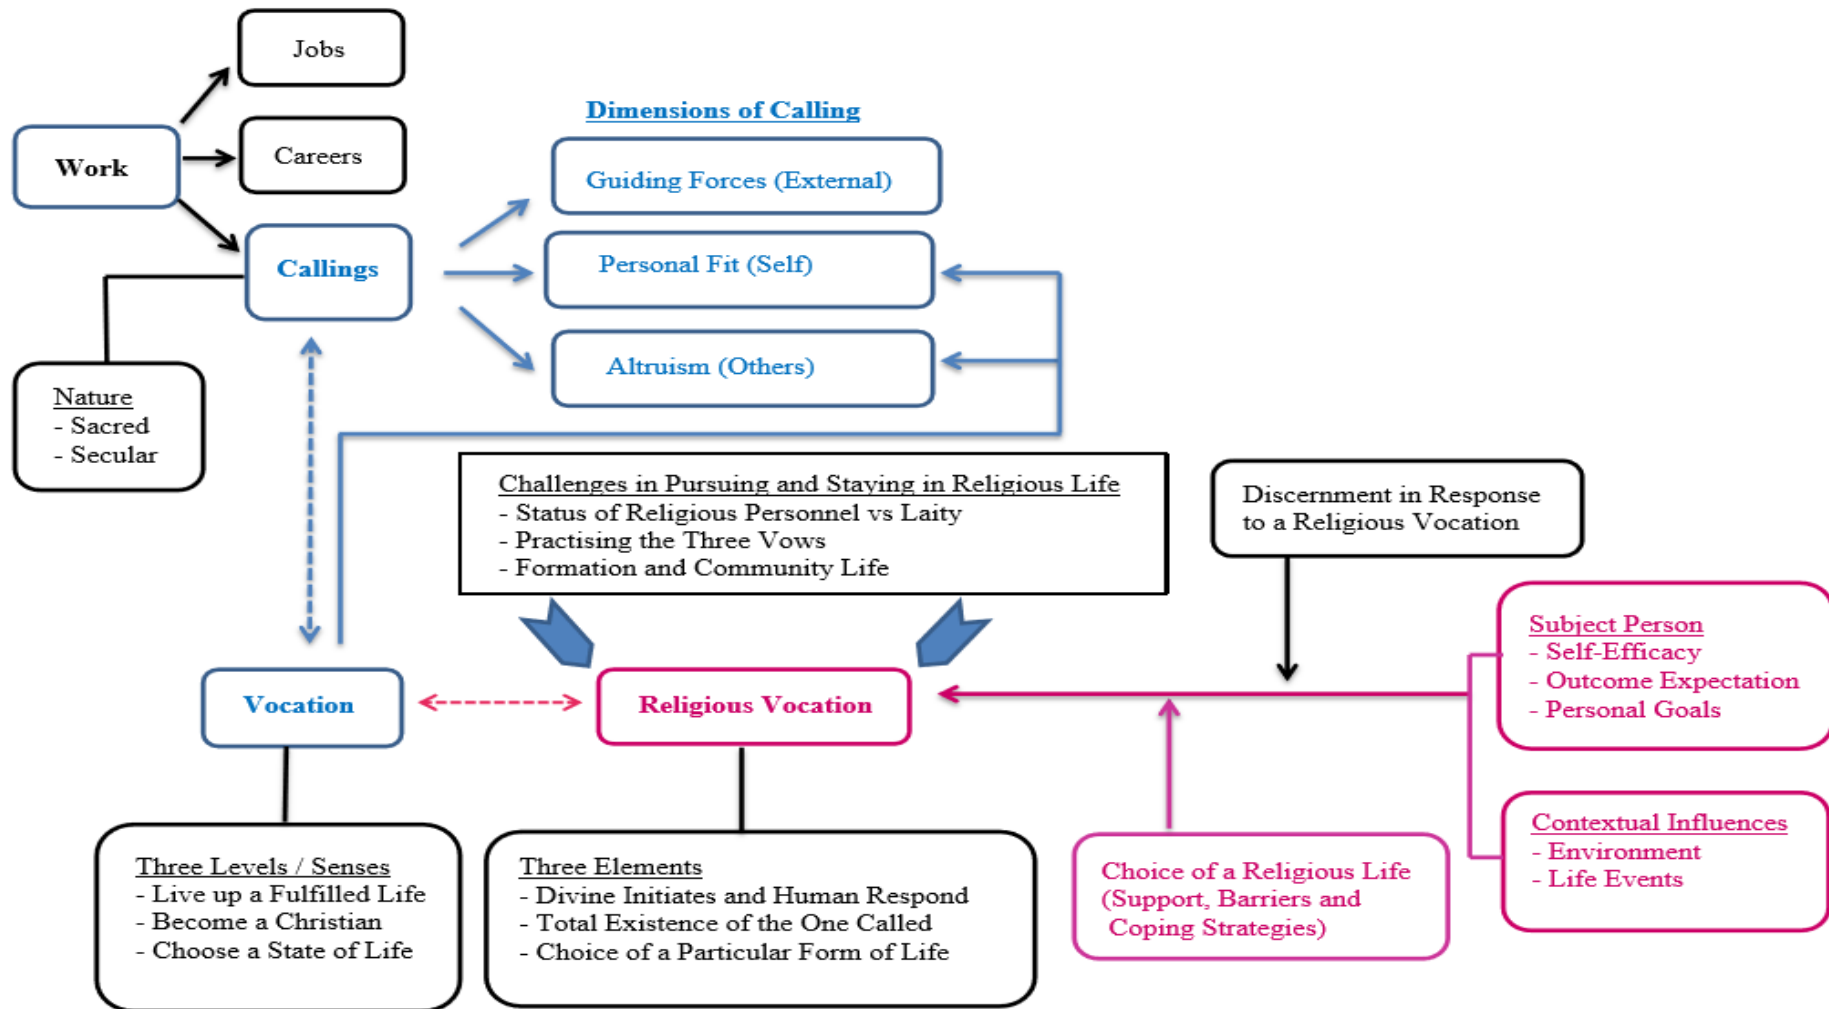 Jobs
Work
Careers
Callings
Dimensions of Calling
Guiding Forces (External)
Personal Fit (Self)
Altruism (Others)
Nature
- Sacred
- Secular
Challenges in Pursuing and Staying in Religious Life
- Status of Religious Personnel vs Laity
- Practising the Three Vows
- Formation and Community Life
Discernment in Response
to a Religious Vocation
Subject Person
- Self-Efficacy
- Outcome Expectation
- Personal Goals
Vocation
Religious Vocation
Contextual Influences
- Environment
- Life Events
Three Levels / Senses
- Live up a Fulfilled Life
- Become a Christian
- Choose a State of Life
Three Elements
- Divine Initiates and Human Respond
- Total Existence of the One Called
- Choice of a Particular Form of Life
Choice of a Religious Life
(Support, Barriers and
Coping Strategies)